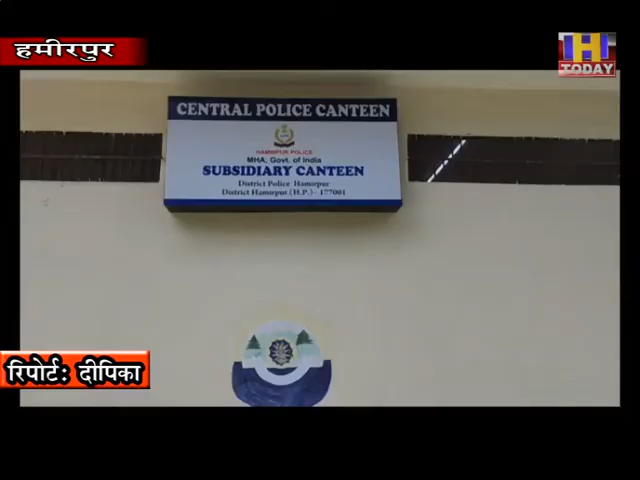 हमीरपुर
H
TODAY
CENTRAL POLICE CANTEEN
HAMIRPUR POLICE
MHA, Govt. of India
SUBSIDIARY CANTEEN
District Police Hamirpur
District Hamirpur (H.P.) - 177001
रिपोर्ट: दीपिका